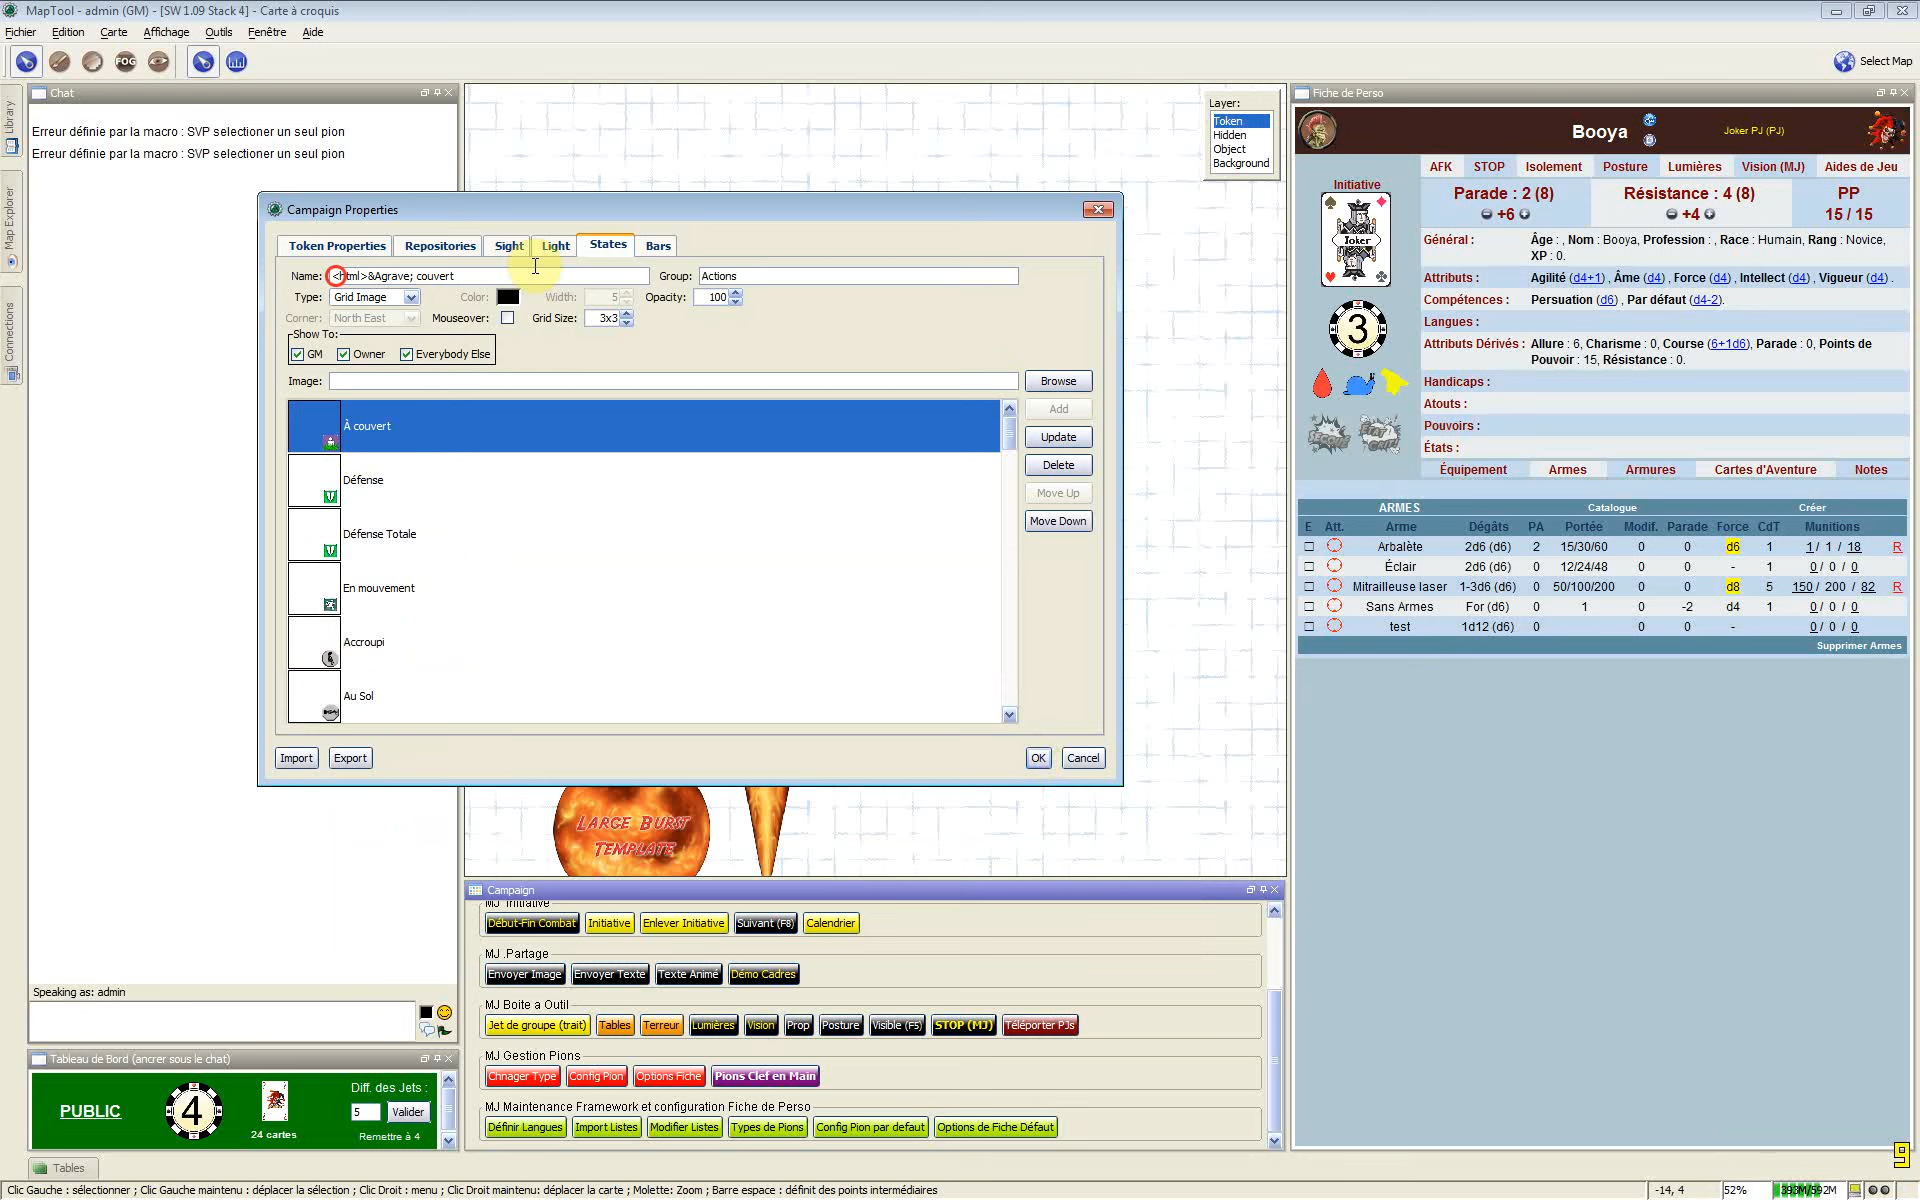 MapTool - admin (GM) - [SW 1.09 Stack 4] - Carte à croquis
Fichier Edition Carte Affichage Outils Fenêtre Aide
FOG
Select Map
Library
Map Explorer
Connections
Chat
Erreur définie par la macro : SVP selectioner un seul pion
Erreur définie par la macro : SVP selectioner un seul pion
Layer:
Token
Hidden
Object
Background
Campaign Properties
Token Properties Repositories Sight Light States Bars
Name: <html>&Agrave; couvert Group: Actions
Type: Grid Image Color: Width: 5 Opacity: 100
Corner: North East Mouseover: Grid Size: 3x3
Show To:
GM Owner Everybody Else
Image: Browse
À couvert
Défense
Défense Totale
En mouvement
Accroupi
Au Sol
Add
Update
Delete
Move Up
Move Down
Import Export OK Cancel
LARGE BURST
TEMPLATE
Campaign
MJ Initiative
Début-Fin Combat Initiative Enlever Initiative Suivant (F8) Calendrier
MJ .Partage
Envoyer Image Envoyer Texte Texte Animé Démo Cadres
MJ Boite a Outil
Jet de groupe (trait) Tables Terreur Lumières Vision Prop Posture Visible (F5) STOP (MJ) Téléporter PJs
MJ Gestion Pions
Chnager Type Config Pion Options Fiche Pions Clef en Main
MJ Maintenance Framework et configuration Fiche de Perso
Définir Langues Import Listes Modifier Listes Types de Pions Config Pion par defaut Options de Fiche Défaut
Speaking as: admin
Tableau de Bord (ancrer sous le chat)
PUBLIC
4
24 cartes
Diff. des Jets :
5 Valider
Remettre à 4
Tables
Fiche de Perso
Booya
Joker PJ (PJ)
AFK STOP Isolement Posture Lumières Vision (MJ) Aides de Jeu
Initiative
Joker
3
Parade : 2 (8) Résistance : 4 (8) PP
+6 +4 15 / 15
Général : Âge : , Nom : Booya, Profession : , Race : Humain, Rang : Novice,
XP : 0.
Attributs : Agilité (d4+1) , Âme (d4) , Force (d4) , Intellect (d4) , Vigueur (d4) .
Compétences : Persuation (d6) , Par défaut (d4-2).
Langues :
Attributs Dérivés : Allure : 6, Charisme : 0, Course (6+1d6), Parade : 0, Points de
Pouvoir : 15, Résistance : 0.
Handicaps :
Atouts :
Pouvoirs :
États :
Équipement Armes Armures Cartes d'Aventure Notes
ARMES Catalogue Créer
E Att. Arme Dégâts PA Portée Modif. Parade Force CdT Munitions
Arbalète 2d6 (d6) 2 15/30/60 0 0 d6 1 1 / 1 / 18 R
Éclair 2d6 (d6) 0 12/24/48 0 0 - 1 0 / 0 / 0
Mitrailleuse laser 1-3d6 (d6) 0 50/100/200 0 0 d8 5 150 / 200 / 82 R
Sans Armes For (d6) 0 1 0 -2 d4 1 0 / 0 / 0
test 1d12 (d6) 0 0 0 - 0 / 0 / 0
Supprimer Armes
9
Clic Gauche : sélectionner ; Clic Gauche maintenu : déplacer la sélection ; Clic Droit : menu ; Clic Droit maintenu: déplacer la carte ; Molette: Zoom ; Barre espace : définit des points intermédiaires
-14, 4 52% 393M/592M